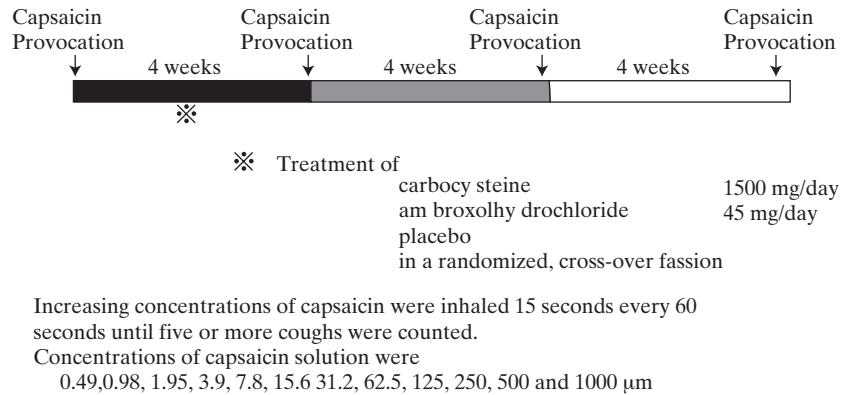 Capsaicin Capsaicin Capsaicin Capsaicin
Provocation Provocation Provocation Provocation
4 weeks 4 weeks 4 weeks
※
※ Treatment of
carbocy steine 1500 mg/day
am broxolhy drochloride 45 mg/day
placebo
in a randomized, cross-over fassion
Increasing concentrations of capsaicin were inhaled 15 seconds every 60
seconds until five or more coughs were counted.
Concentrations of capsaicin solution were
0.49,0.98, 1.95, 3.9, 7.8, 15.6 31.2, 62.5, 125, 250, 500 and 1000 μm